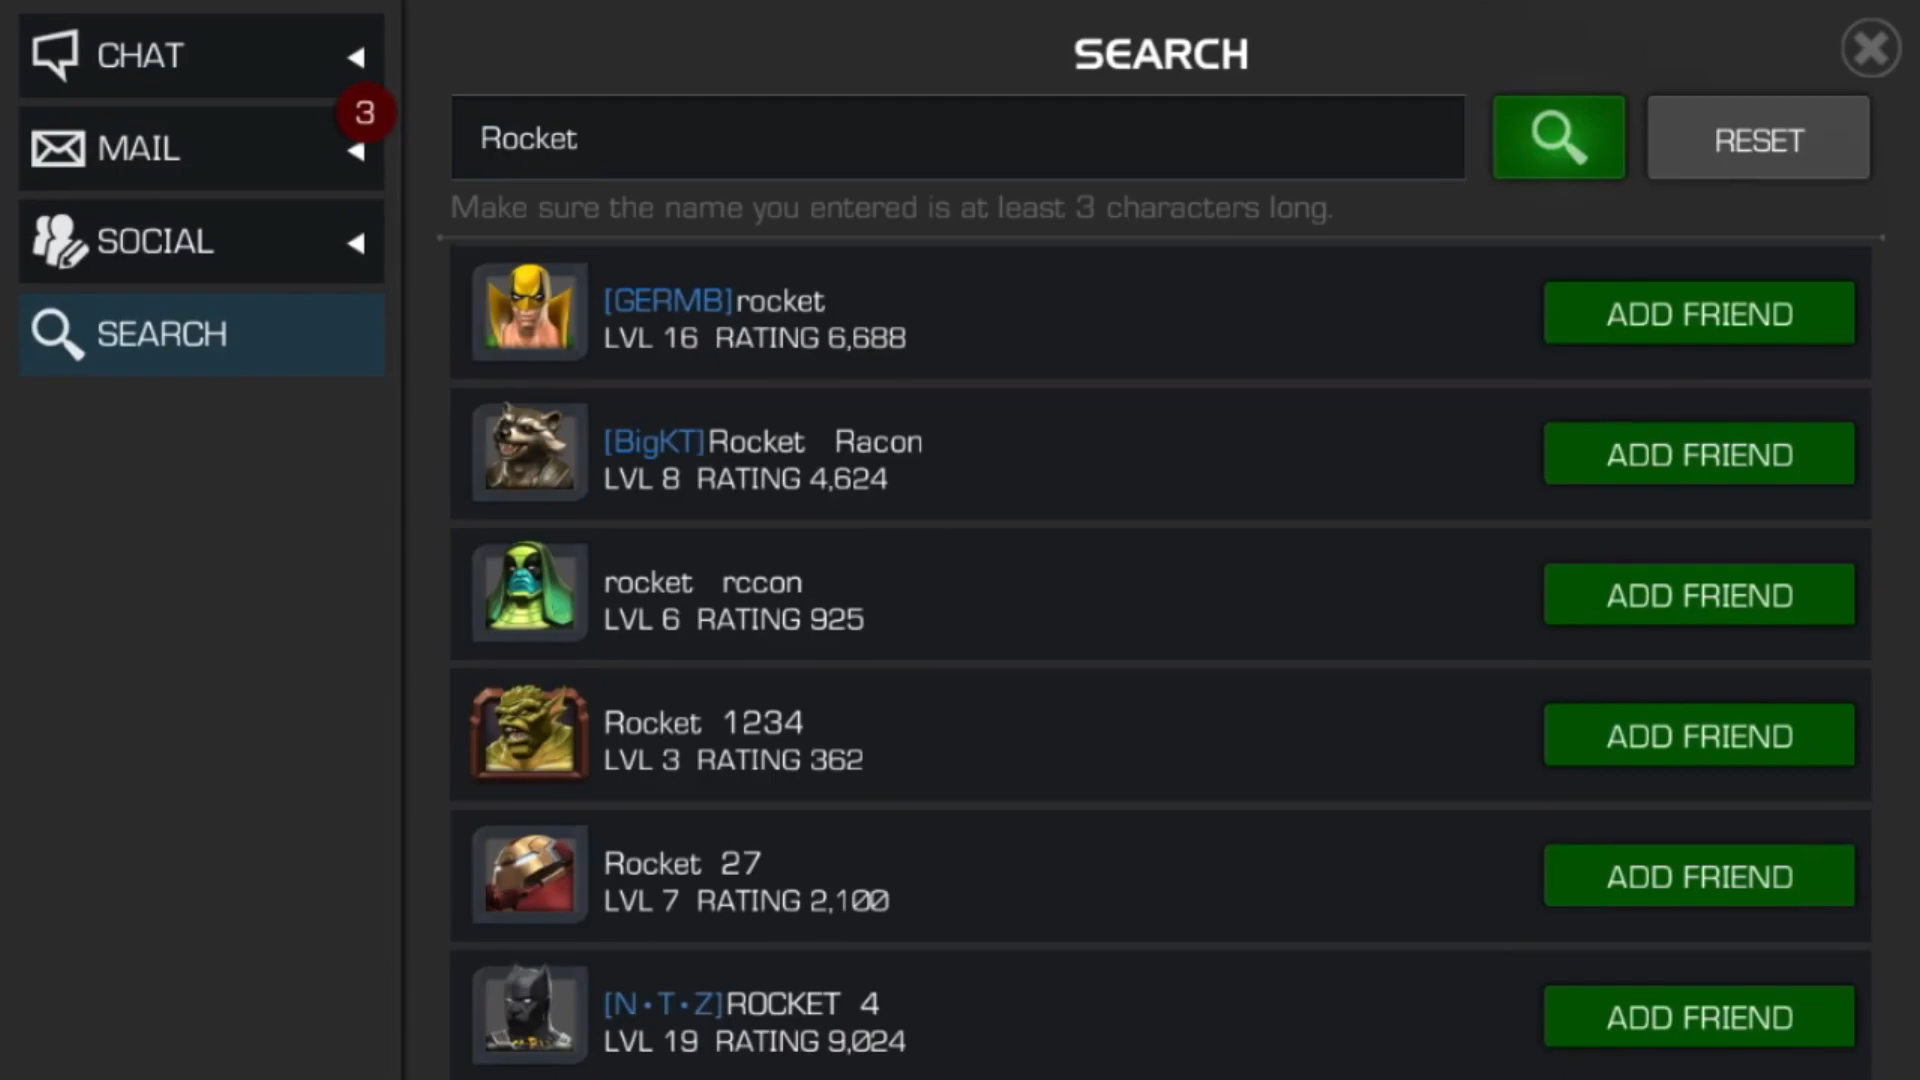 CHAT
3
MAIL
SOCIAL
SEARCH
SEARCH
Rocket
RESET
Make sure the name you entered is at least 3 characters long.
[GERMB]rocket
LVL 16 RATING 6,688
ADD FRIEND
[BigKT]Rocket Racon
LVL 8 RATING 4,624
ADD FRIEND
rocket rccon
LVL 6 RATING 925
ADD FRIEND
Rocket 1234
LVL 3 RATING 362
ADD FRIEND
Rocket 27
LVL 7 RATING 2,100
ADD FRIEND
[N•T•Z]ROCKET 4
LVL 19 RATING 9,024
ADD FRIEND